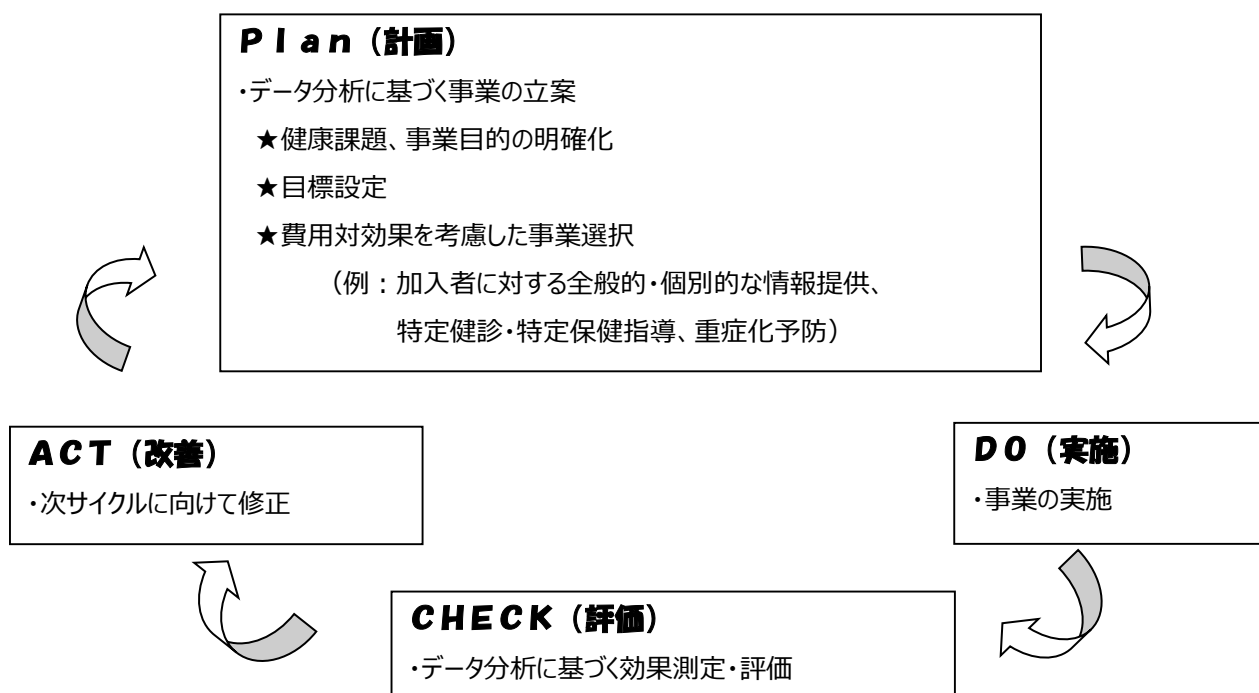 Ｐｌａｎ（計画）
・データ分析に基づく事業の立案
★健康課題、事業目的の明確化
★目標設定
★費用対効果を考慮した事業選択
（例：加入者に対する全般的・個別的な情報提供、
特定健診・特定保健指導、重症化予防）
ＡＣＴ（改善）
・次サイクルに向けて修正
ＤＯ（実施）
・事業の実施
ＣＨＥＣＫ（評価）
・データ分析に基づく効果測定・評価